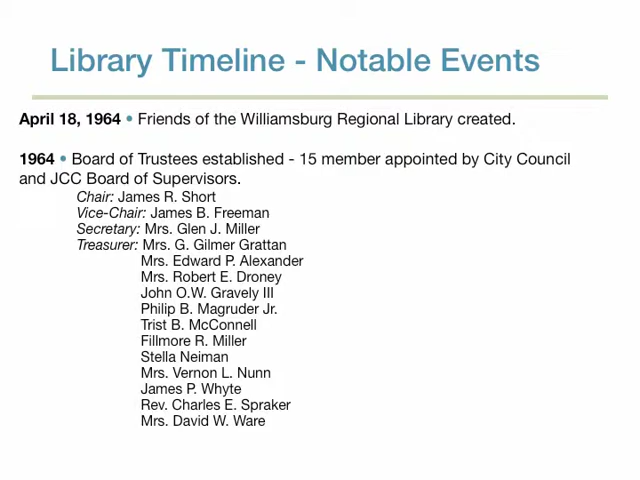 Library Timeline - Notable Events
April 18, 1964 • Friends of the Williamsburg Regional Library created.
1964 • Board of Trustees established - 15 member appointed by City Council
and JCC Board of Supervisors.
Chair: James R. Short
Vice-Chair: James B. Freeman
Secretary: Mrs. Glen J. Miller
Treasurer: Mrs. G. Gilmer Grattan
Mrs. Edward P. Alexander
Mrs. Robert E. Droney
John O.W. Gravely III
Philip B. Magruder Jr.
Trist B. McConnell
Fillmore R. Miller
Stella Neiman
Mrs. Vernon L. Nunn
James P. Whyte
Rev. Charles E. Spraker
Mrs. David W. Ware